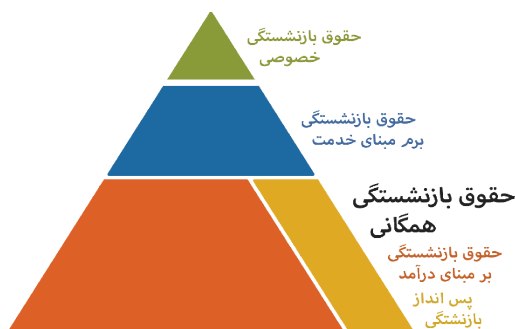 حقوق بازنشستگی
خصوصی
حقوق بازنشستگی
برم مبنای خدمت
حقوق بازنشستگی
همگانی
حقوق بازنشستگی
بر مبنای درآمد
پس انداز
بازنشتگی